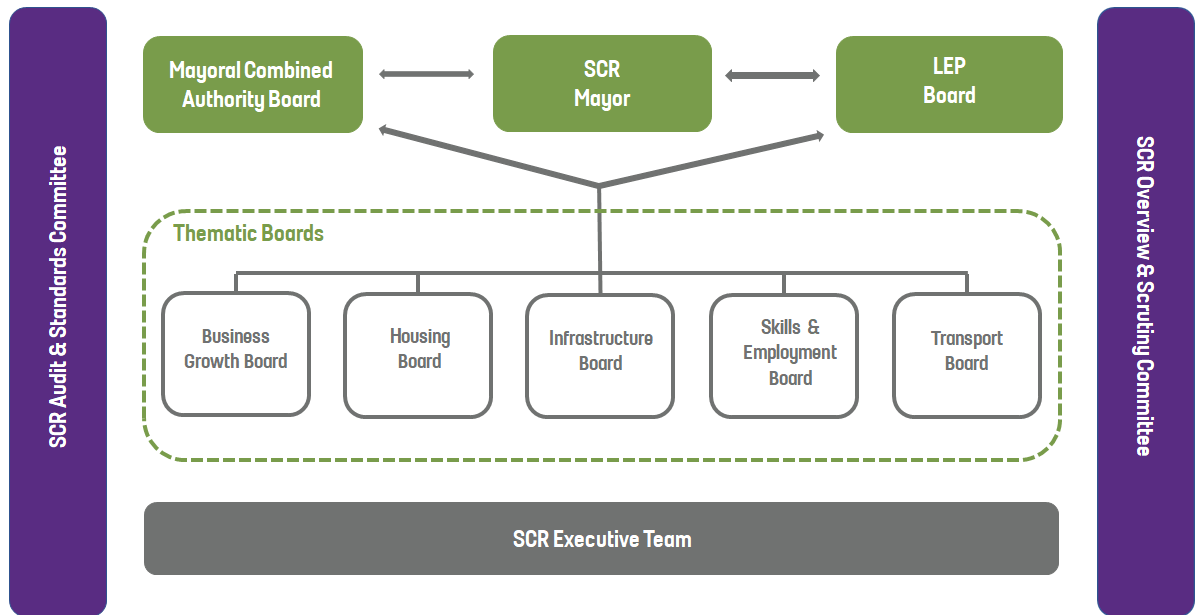 SCR Audit & Standards Committee
Mayoral Combined
Authority Board
SCR
Mayor
LEP
Board
Thematic Boards
Business
Growth Board
Housing
Board
Infrastructure
Board
Skills &
Employment
Board
Transport
Board
SCR Executive Team
SCR Overview & Scrutiny Committee